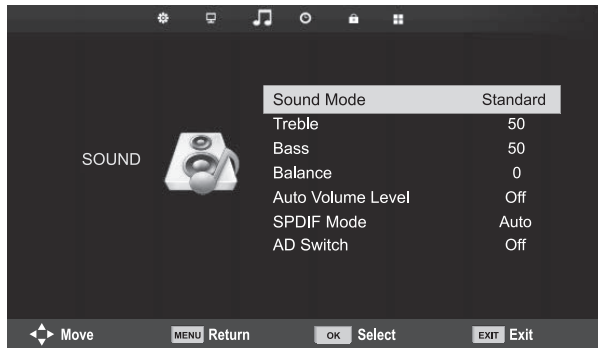 SOUND
Sound Mode Standard
Treble 50
Bass 50
Balance 0
Auto Volume Level Off
SPDIF Mode Auto
AD Switch Off
Move MENU Return OK Select EXIT Exit